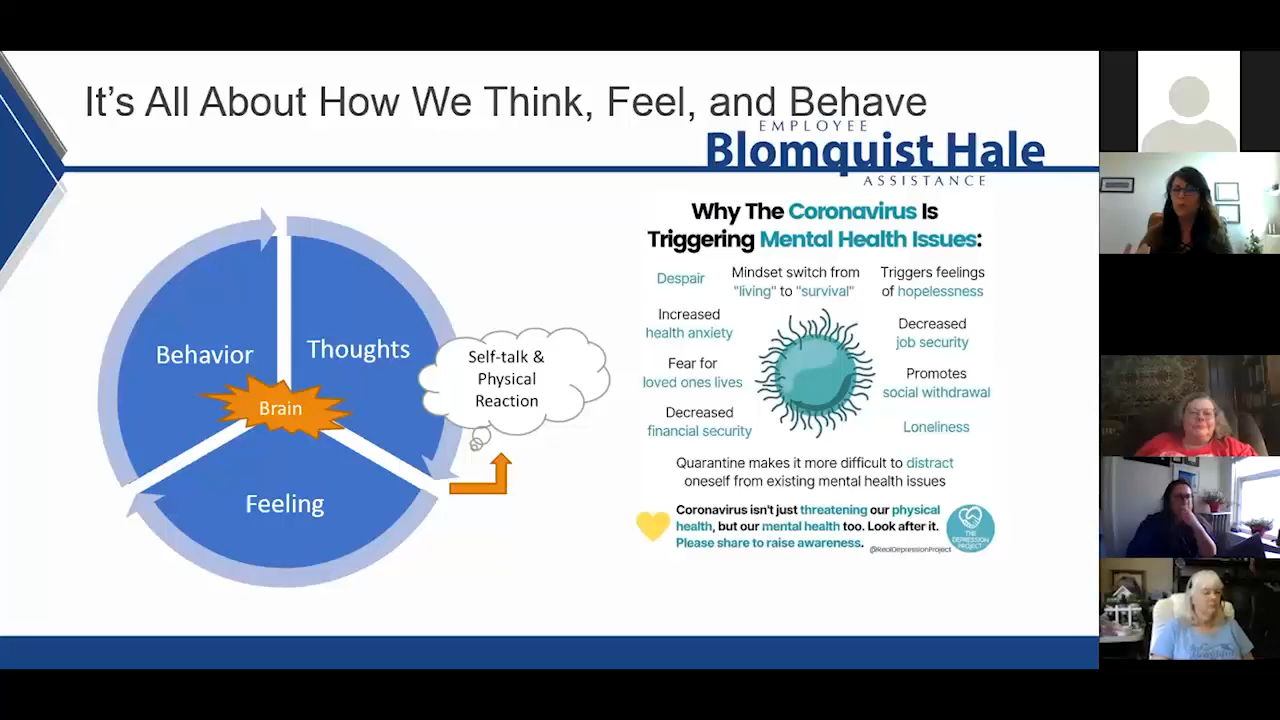 It's All About How We Think, Feel, and Behave
EMPLOYEE
Blomquist Hale
ASSISTANCE
Behavior
Thoughts
Brain
Feeling
Self-talk &
Physical
Reaction
Why The Coronavirus Is
Triggering Mental Health Issues:
Despair
Mindset switch from
"living" to "survival"
Triggers feelings
of hopelessness
Increased
health anxiety
Decreased
job security
Fear for
loved ones lives
Promotes
social withdrawal
Decreased
financial security
Loneliness
Quarantine makes it more difficult to distract
oneself from existing mental health issues
Coronavirus isn't just threatening our physical
health, but our mental health too. Look after it.
Please share to raise awareness.
@RealDepressionProject
THE
DEPRESSION
PROJECT